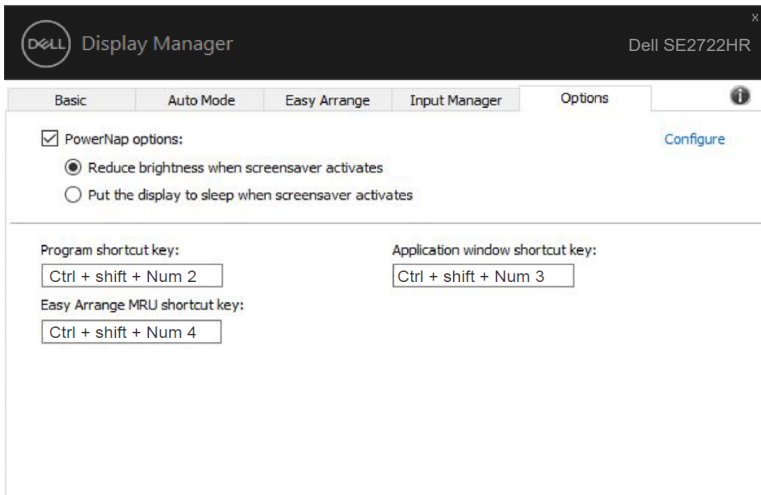 x
DELL Display Manager
Dell SE2722HR
Basic Auto Mode Easy Arrange Input Manager Options i
PowerNap options: Configure
Reduce brightness when screensaver activates
Put the display to sleep when screensaver activates
Program shortcut key: Application window shortcut key:
Ctrl + shift + Num 2 Ctrl + shift + Num 3
Easy Arrange MRU shortcut key:
Ctrl + shift + Num 4